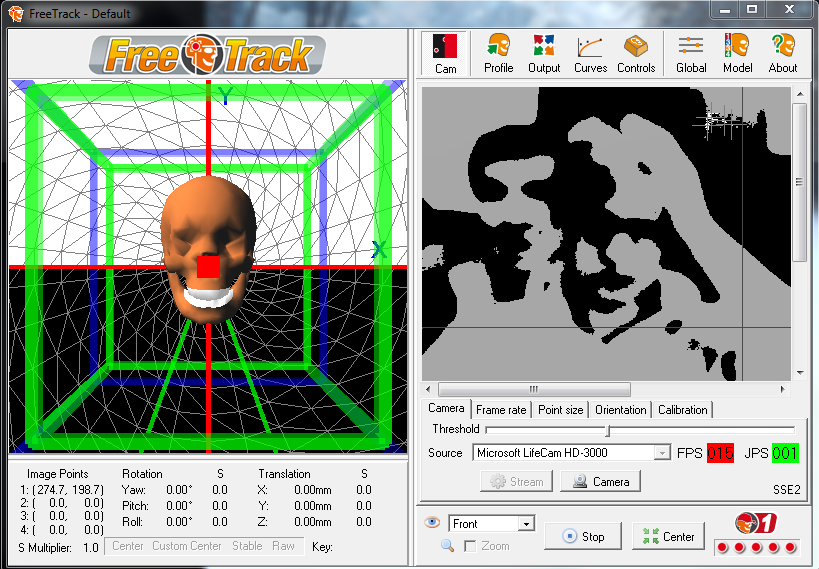 FreeTrack - Default
FreeTrack
Cam Profile Output Curves Controls Global Model About
Y
X
Camera Frame rate Point size Orientation Calibration
Threshold
Source Microsoft LifeCam HD-3000 FPS 015 JPS 001
Stream Camera
SSE2
Image Points Rotation S Translation S
1: (274.7, 198.7) Yaw: 0.00° 0.0 X: 0.00mm 0.0
2: ( 0.0, 0.0) Pitch: 0.00° 0.0 Y: 0.00mm 0.0
3: ( 0.0, 0.0) Roll: 0.00° 0.0 Z: 0.00mm 0.0
4: ( 0.0, 0.0)
S Multiplier: 1.0 Center Custom Center Stable Raw Key:
Front
Zoom
Stop
Center
1